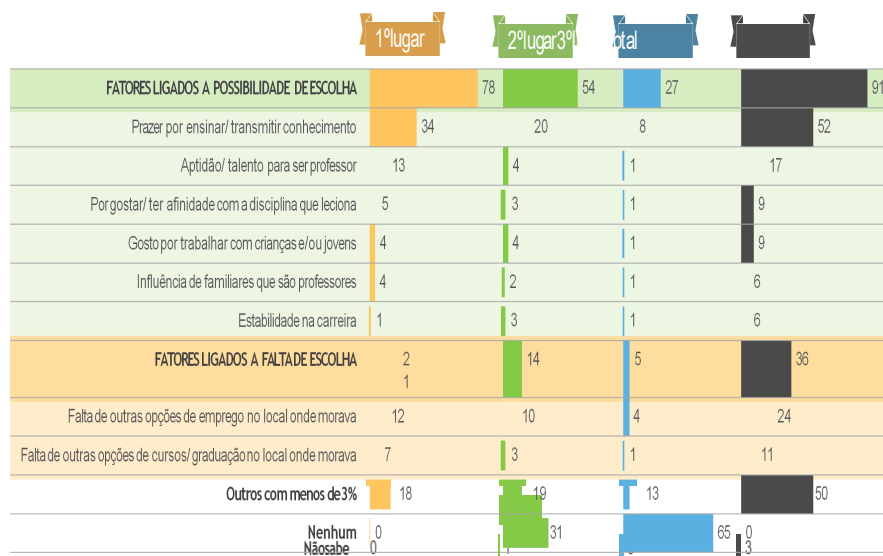 1ºlugar 2ºlugar3º otal
FATORES LIGADOS A POSSIBILIDADE DE ESCOLHA 78 54 27 91
Prazer por ensinar/ transmitir conhecimento 34 20 8 52
Aptidão/ talento para ser professor 13 4 1 17
Por gostar/ ter afinidade com a disciplina que leciona 5 3 1 9
Gosto por trabalhar com crianças e/ou jovens 4 4 1 9
Influência de familiares que são professores 4 2 1 6
Estabilidade na carreira 1 3 1 6
FATORES LIGADOS A FALTA DE ESCOLHA 2 14 5 36
1
Falta de outras opções de emprego no local onde morava 12 10 4 24
Falta de outras opções de cursos/ graduação no local onde morava 7 3 1 11
Outros com menos de 3% 18 19 13 50
Nenhum 0 31 65 0
Não sabe 0 3